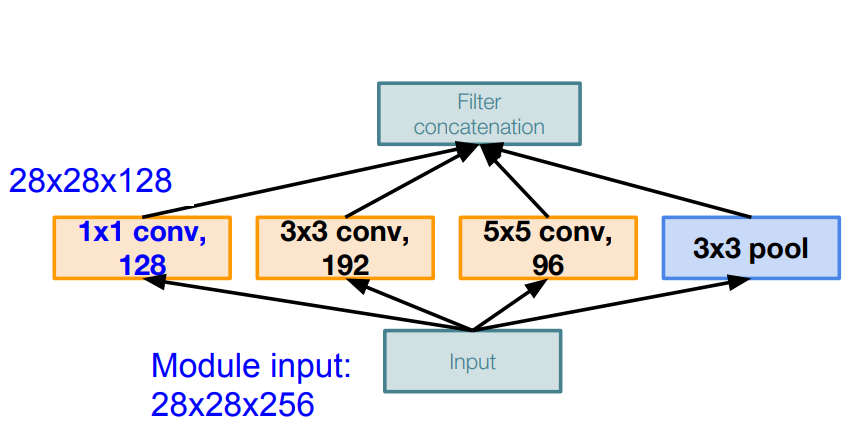 Filter
concatenation
28x28x128
1x1 conv,
128
3x3 conv,
192
5x5 conv,
96
3x3 pool
Input
Module input:
28x28x256